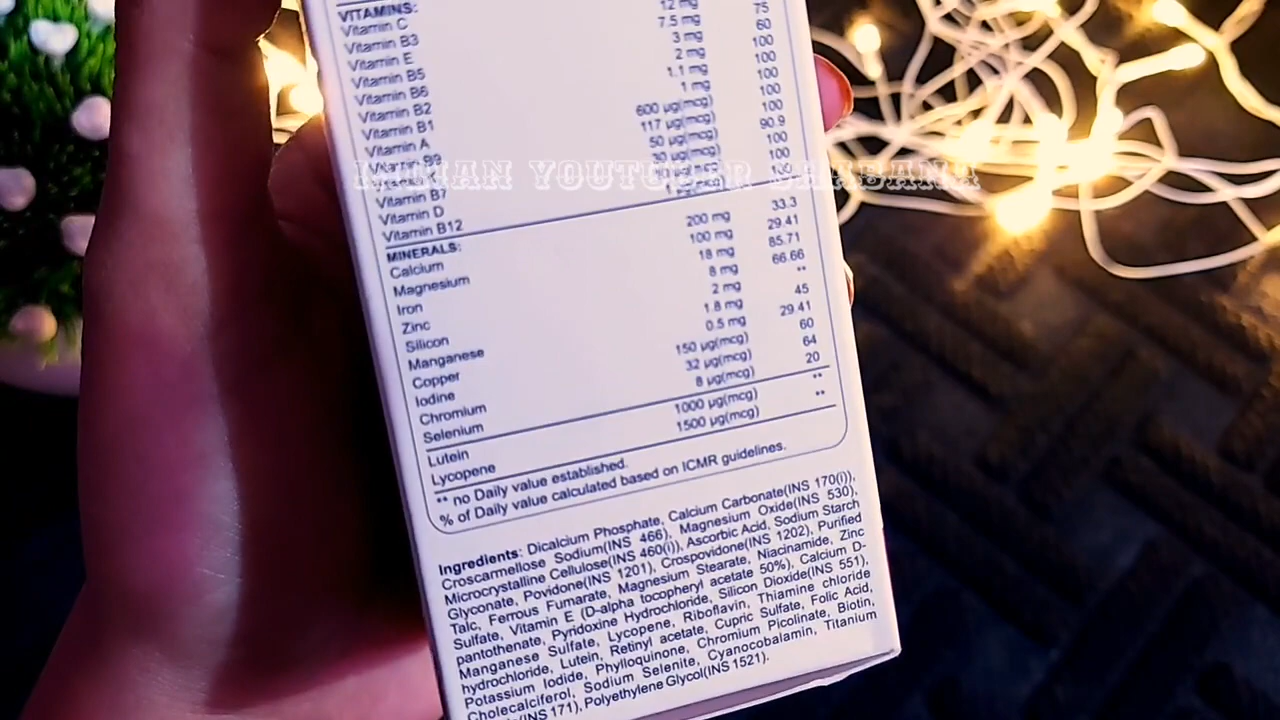 VITAMINS:
Vitamin C
Vitamin B3 12 mg
Vitamin E 7.5 mg 75
Vitamin B5 3 mg 60
Vitamin B6 2 mg 100
Vitamin B2 1.1 mg 100
Vitamin B1 1 mg 100
Vitamin A 600 µg(mcg) 100
Vitamin B9 117 µg(mcg) 100
50 µg(mcg) 90.9
Vitamin B7 100
Vitamin D 100
Vitamin B12 100
MINERALS:
Calcium 200 mg 33.3
Magnesium 100 mg 29.41
Iron 18 mg 85.71
Zinc 8 mg 66.66
Silicon 2 mg **
Manganese 1.8 mg 45
Copper 0.5 mg 29.41
Iodine 150 µg(mcg) 60
Chromium 32 µg(mcg) 64
Selenium 8 µg(mcg) 20
Lutein 1000 µg(mcg) **
Lycopene 1500 µg(mcg) **
** no Daily value established.
% of Daily value calculated based on ICMR guidelines.
Ingredients: Dicalcium Phosphate, Calcium Carbonate(INS 170(i)),
Croscarmellose Sodium(INS 466), Magnesium Oxide(INS 530),
Microcrystalline Cellulose(INS 460(i)), Ascorbic Acid, Sodium Starch
Glyconate, Povidone(INS 1201), Crospovidone(INS 1202), Purified
Talc, Ferrous Fumarate, Magnesium Stearate, Niacinamide, Zinc
Sulfate, Vitamin E (D-alpha tocopheryl acetate 50%), Calcium D-
pantothenate, Pyridoxine Hydrochloride, Silicon Dioxide(INS 551),
Manganese Sulfate, Lycopene, Riboflavin, Thiamine chloride
hydrochloride, Lutein, Retinyl acetate, Cupric Sulfate, Folic Acid,
Potassium Iodide, Phylloquinone, Chromium Picolinate, Biotin,
Cholecalciferol, Sodium Selenite, Cyanocobalamin, Titanium
(INS 171), Polyethylene Glycol(INS 1521).
YOUTUBER SHABANA